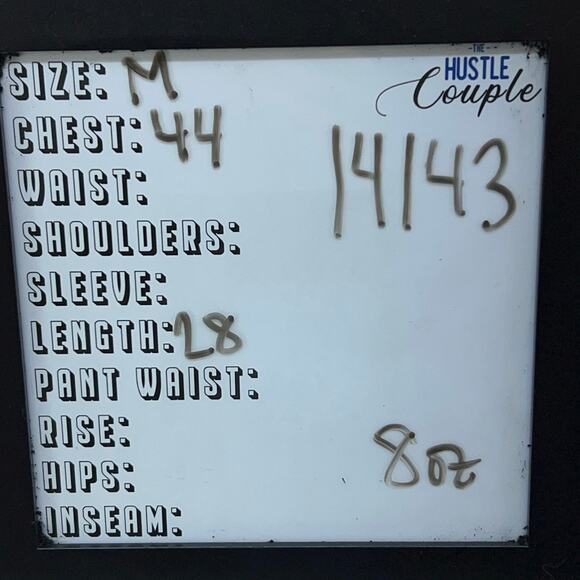 SIZE: M
-THE-
HUSTLE
Couple
CHEST: 44
14143
WAIST:
SHOULDERS:
SLEEVE:
LENGTH: 28
PANT WAIST:
RISE:
8oz
HIPS:
INSEAM: